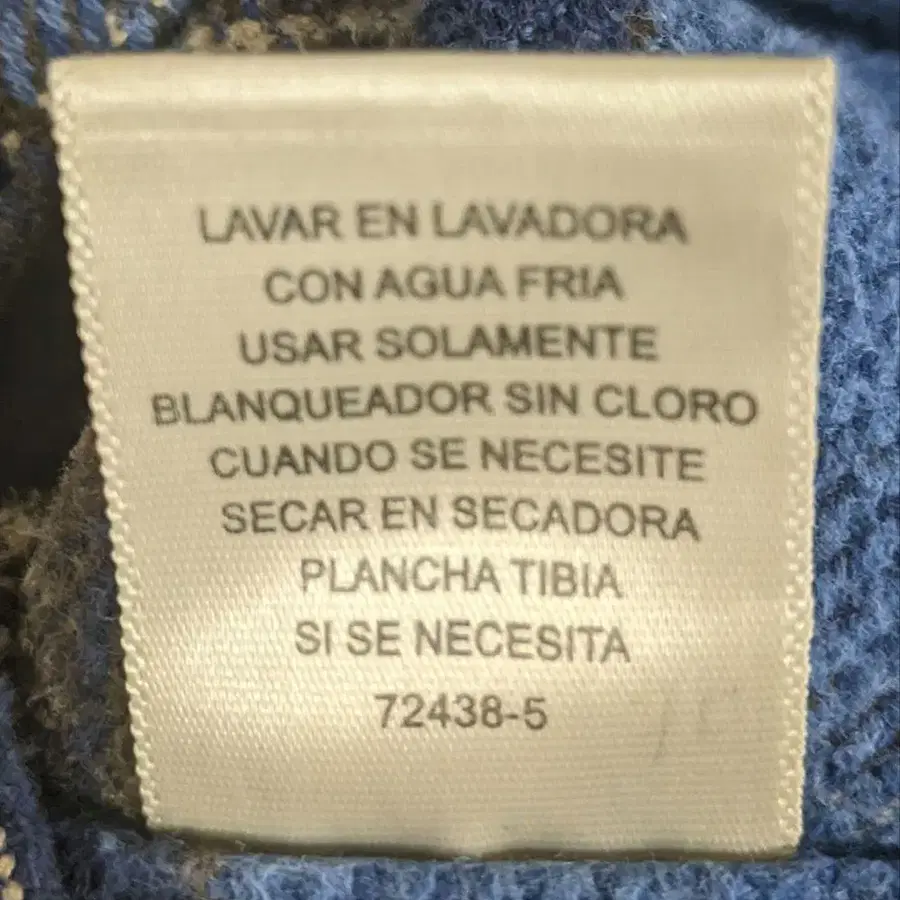 LAVAR EN LAVADORA
CON AGUA FRIA
USAR SOLAMENTE
BLANQUEADOR SIN CLORO
CUANDO SE NECESITE
SECAR EN SECADORA
PLANCHA TIBIA
SI SE NECESITA
72438-5